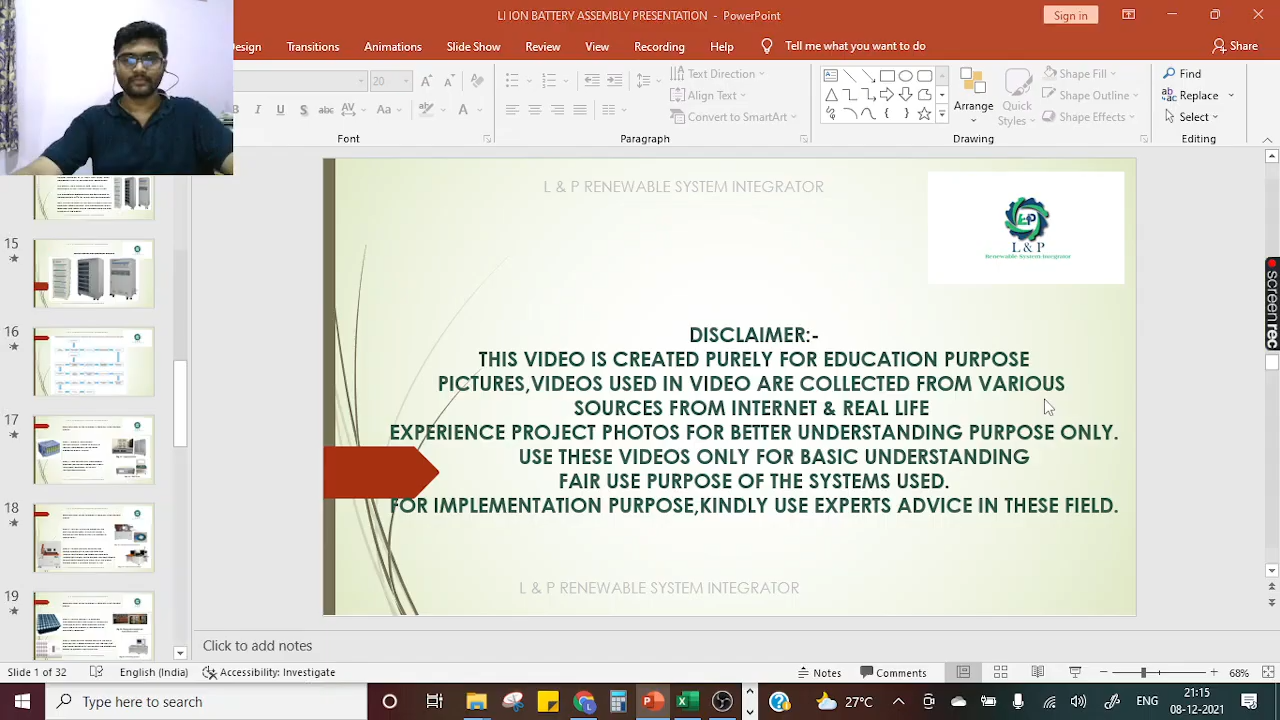 LI ION BATTERY ASSEMBLY - PowerPoint
Sign in
Design Transitions Animations Slide Show Review View Help Tell me what you want to do
Share
20
Text Direction
Align Text
Convert to SmartArt
Arrange
Quick Styles
Shape Fill
Shape Outline
Shape Effects
Find
Replace
Select
Font
Paragraph
Drawing
Editing
L & P RENEWABLE SYSTEM INTEGRATOR
L & P
Renewable System Integrator
DISCLAIMER:-
THIS VIDEO IS CREATED PURELY FOR EDUCATION PURPOSE
PICTURES,VIDEOS USED IN VIDEO ARE COLLECTED FROM VARIOUS
SOURCES FROM INTERNET & REAL LIFE
EXPERIENCE PROJECT PHOTOS FOR BETTER UNDERSTANDING PURPOSE ONLY.
USE THESE VIDEOS ONLY FOR BASIC UNDERSTANDING
FAIR USE PURPOSE OF THE SYSTEMS USED.
FOR IMPLEMENTATION PURPOSE,KINDLY USE EXPERTS ADVICE IN THESE FIELD.
L & P RENEWABLE SYSTEM INTEGRATOR
15
16
17
18
19
screen rec
Click to add notes
Slide 1 of 32
English (India)
Accessibility: Investigate
Notes
Comments
68%
Type here to search
27°C
ENG
21:15
08-12-2021